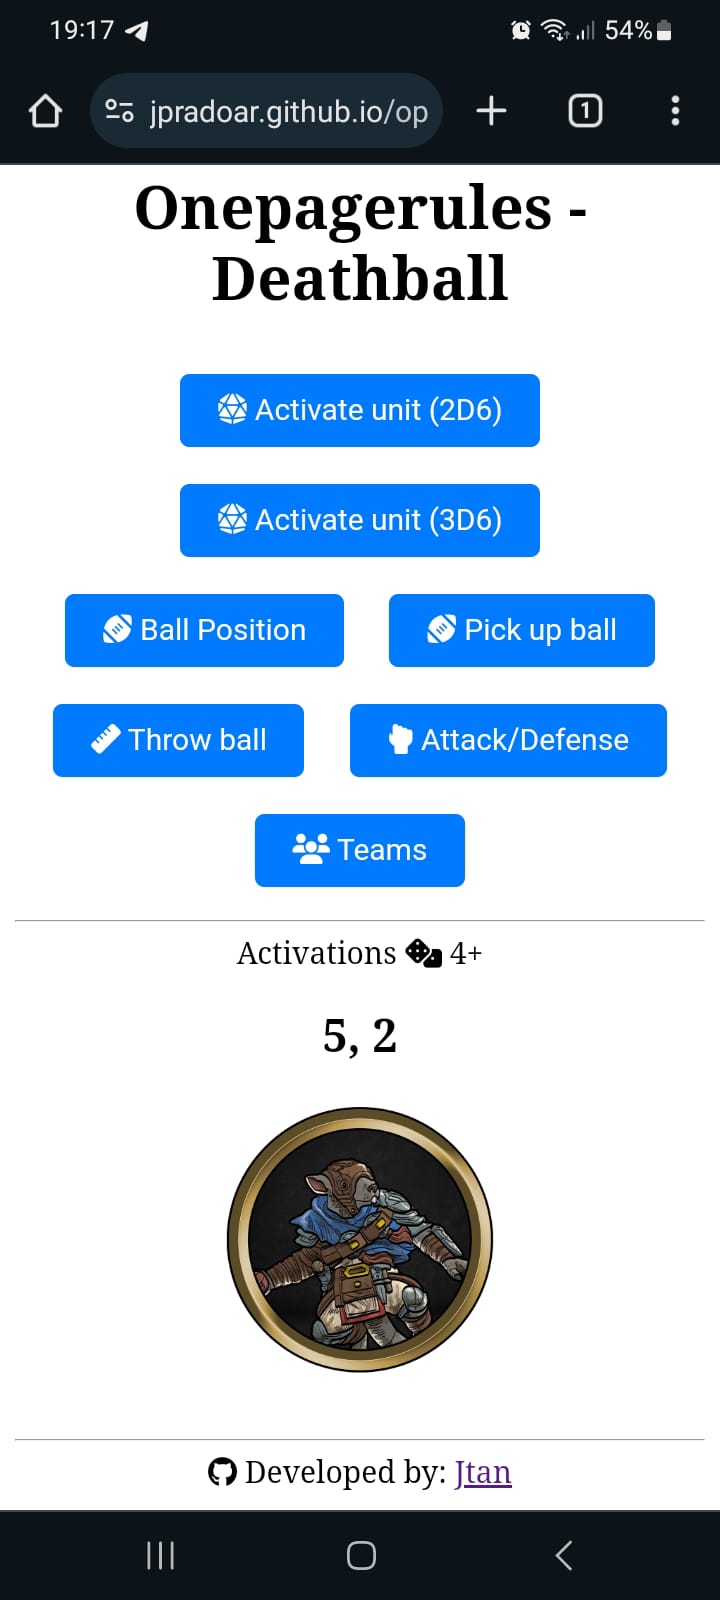 19:17
54%
jpradoar.github.io/op
1
Onepagerules -
Deathball
Activate unit (2D6)
Activate unit (3D6)
Ball Position
Pick up ball
Throw ball
Attack/Defense
Teams
Activations 4+
5, 2
Developed by: Jtan